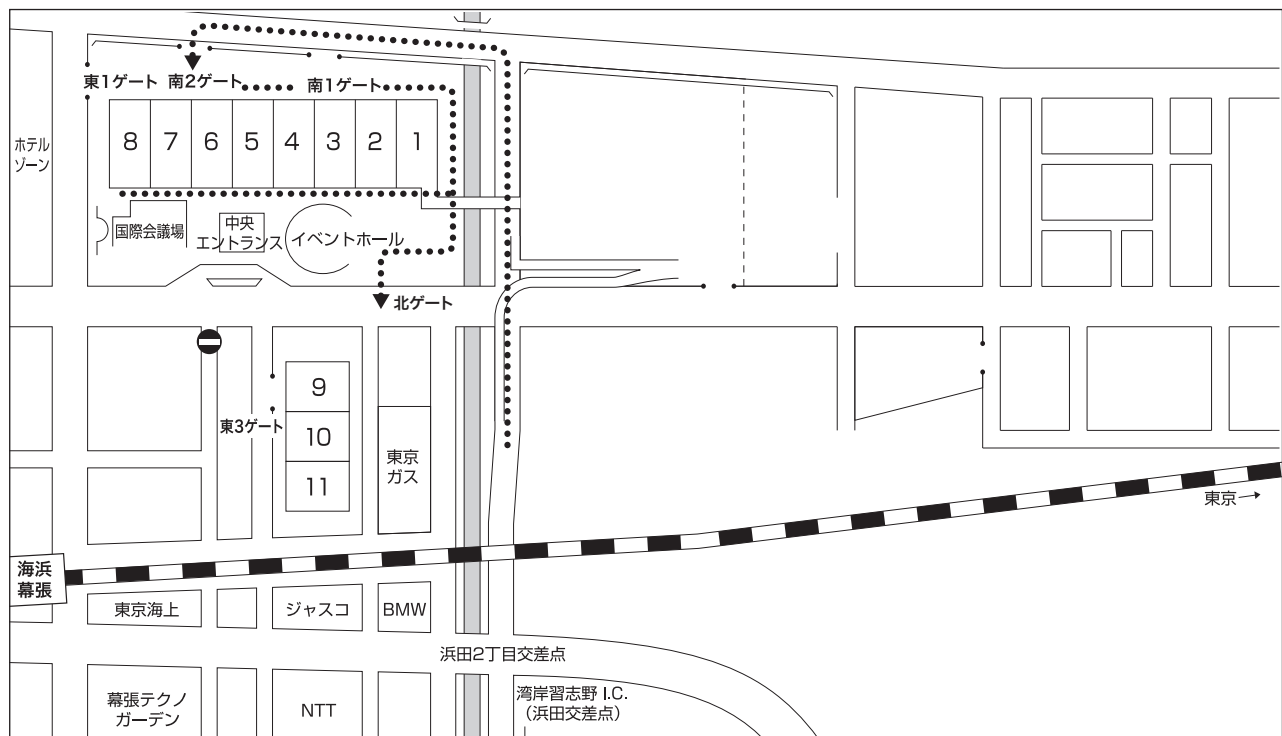 東1ゲート
南2ゲート
南1ゲート
ホテル
ゾーン
8
7
6
5
4
3
2
1
国際会議場
中央
エントランス
イベントホール
北ゲート
9
東3ゲート
10
東京
ガス
11
東京→
海浜
幕張
東京海上
ジャスコ
BMW
浜田2丁目交差点
幕張テクノ
ガーデン
NTT
湾岸習志野 I.C.
（浜田交差点）